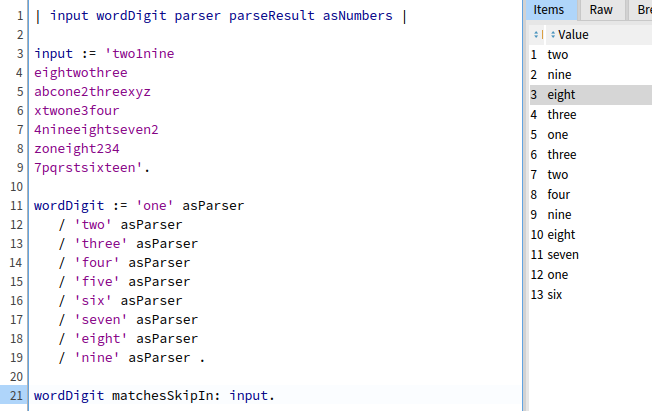 1 | input wordDigit parser parseResult asNumbers |
2
3 input := 'two1nine
4 eightwothree
5 abcone2threexyz
6 xtwone3four
7 4nineeightseven2
8 zoneight234
9 7pqrstsixteen'.
10
11 wordDigit := 'one' asParser
12 / 'two' asParser
13 / 'three' asParser
14 / 'four' asParser
15 / 'five' asParser
16 / 'six' asParser
17 / 'seven' asParser
18 / 'eight' asParser
19 / 'nine' asParser .
20
21 wordDigit matchesSkipIn: input.
Items Raw Bre
Value
1 two
2 nine
3 eight
4 three
5 one
6 three
7 two
8 four
9 nine
10 eight
11 seven
12 one
13 six